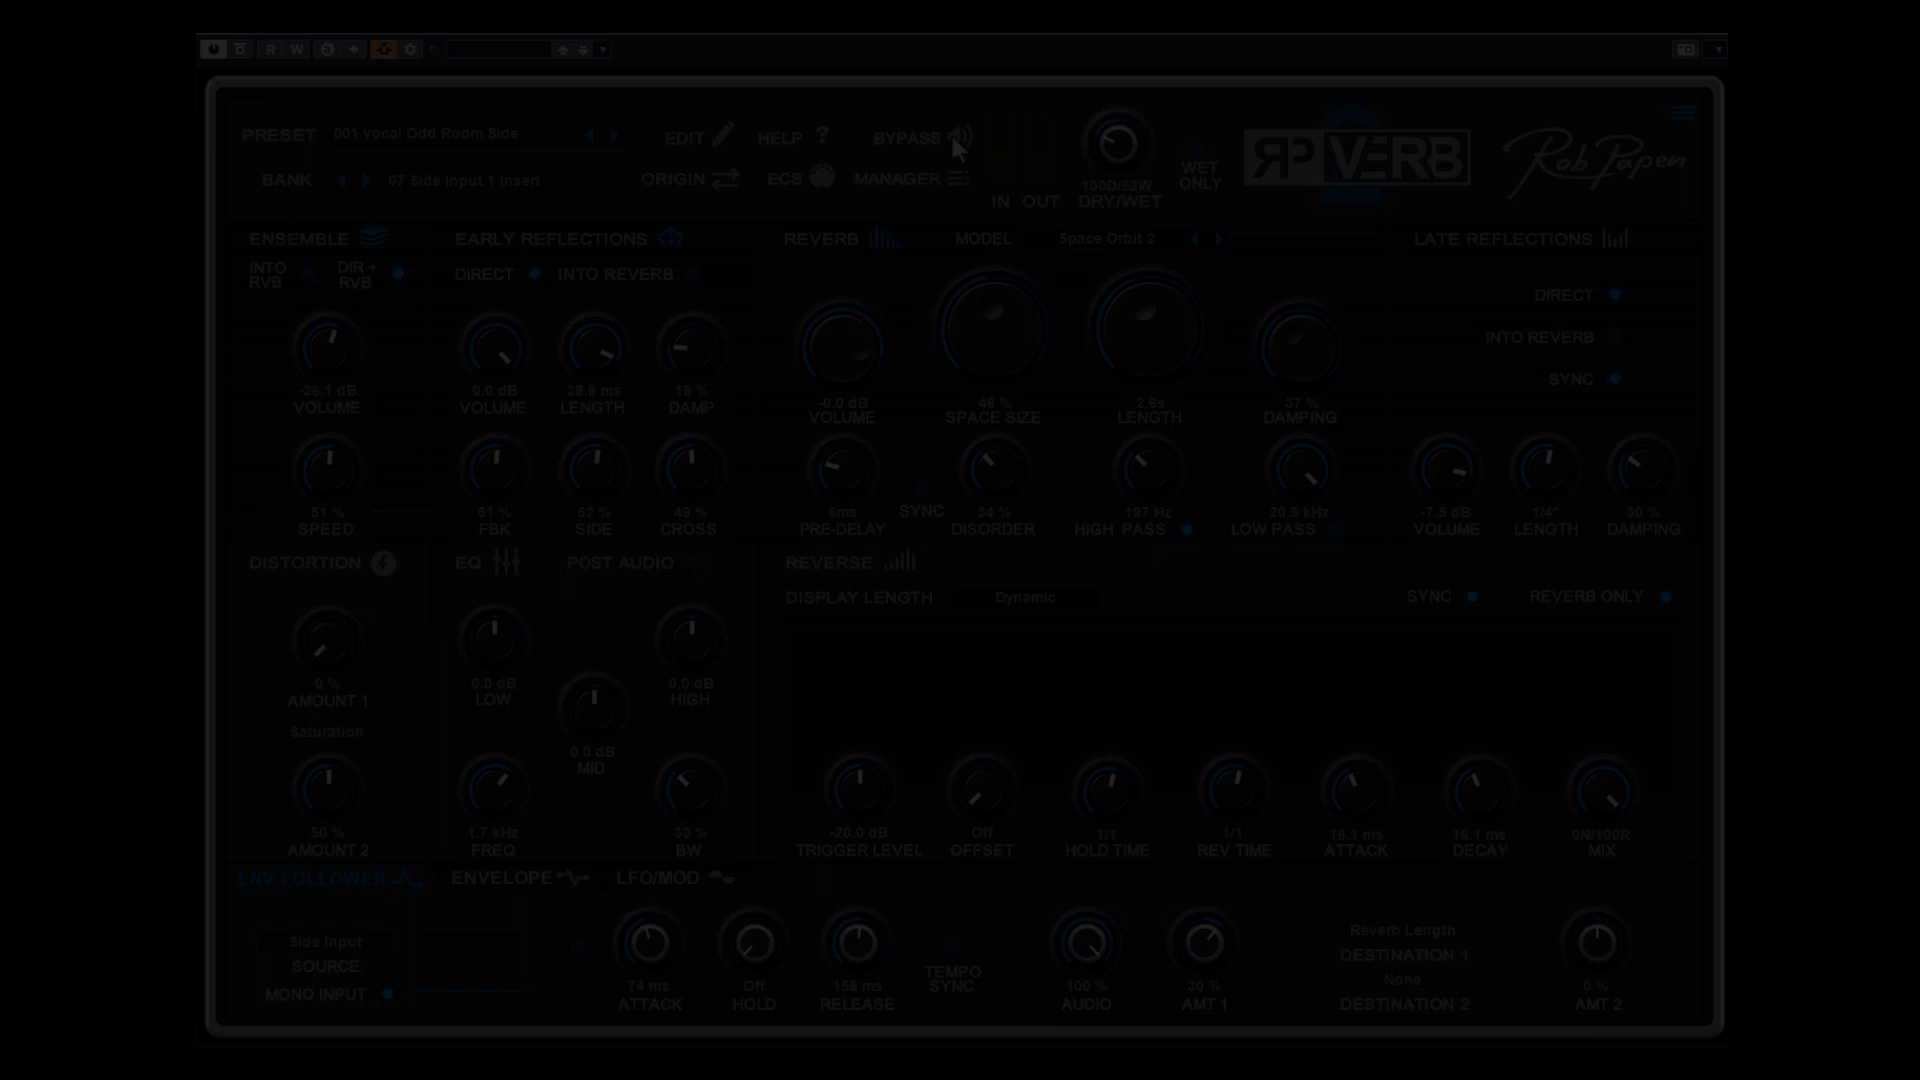 R W
PRESET 001 vocal Odd Room Side EDIT HELP ? BYPASS
BANK 07 Side Input 1 insert ORIGIN ECS MANAGER
IN OUT 100D/82W DRY/WET WET ONLY
RP VERB 2 Rob Papen
ENSEMBLE EARLY REFLECTIONS REVERB MODEL Space Orbit 2 LATE REFLECTIONS
INTO RVB DIR + RVB DIRECT INTO REVERB
DIRECT
INTO REVERB
SYNC
-26.1 dB 0.0 dB 38.8 ms 18 % -0.0 dB 48 % 2.6s 37 %
VOLUME VOLUME LENGTH DAMP VOLUME SPACE SIZE LENGTH DAMPING
51 % 51 % 52 % 49 % 6ms SYNC 34 % 197 Hz 20.5 kHz -7.5 dB 1/4* 30 %
SPEED FBK SIDE CROSS PRE-DELAY DISORDER HIGH PASS LOW PASS VOLUME LENGTH DAMPING
DISTORTION EQ POST AUDIO REVERSE
DISPLAY LENGTH Dynamic SYNC REVERB ONLY
0 % 0.0 dB 0.0 dB
AMOUNT 1 LOW HIGH
Saturation
0.0 dB
MID
50 % 1.7 kHz 33 % -20.0 dB Off 1/1 1/1 16.1 ms 16.1 ms 0N/100R
AMOUNT 2 FREQ BW TRIGGER LEVEL OFFSET HOLD TIME REV TIME ATTACK DECAY MIX
ENV FOLLOWER ENVELOPE LFO/MOD
Side Input Reverb Length
SOURCE DESTINATION 1
TEMPO SYNC None
MONO INPUT 74 ms Off 158 ms 100 % 30 % 0 %
ATTACK HOLD RELEASE AUDIO AMT 1 DESTINATION 2 AMT 2